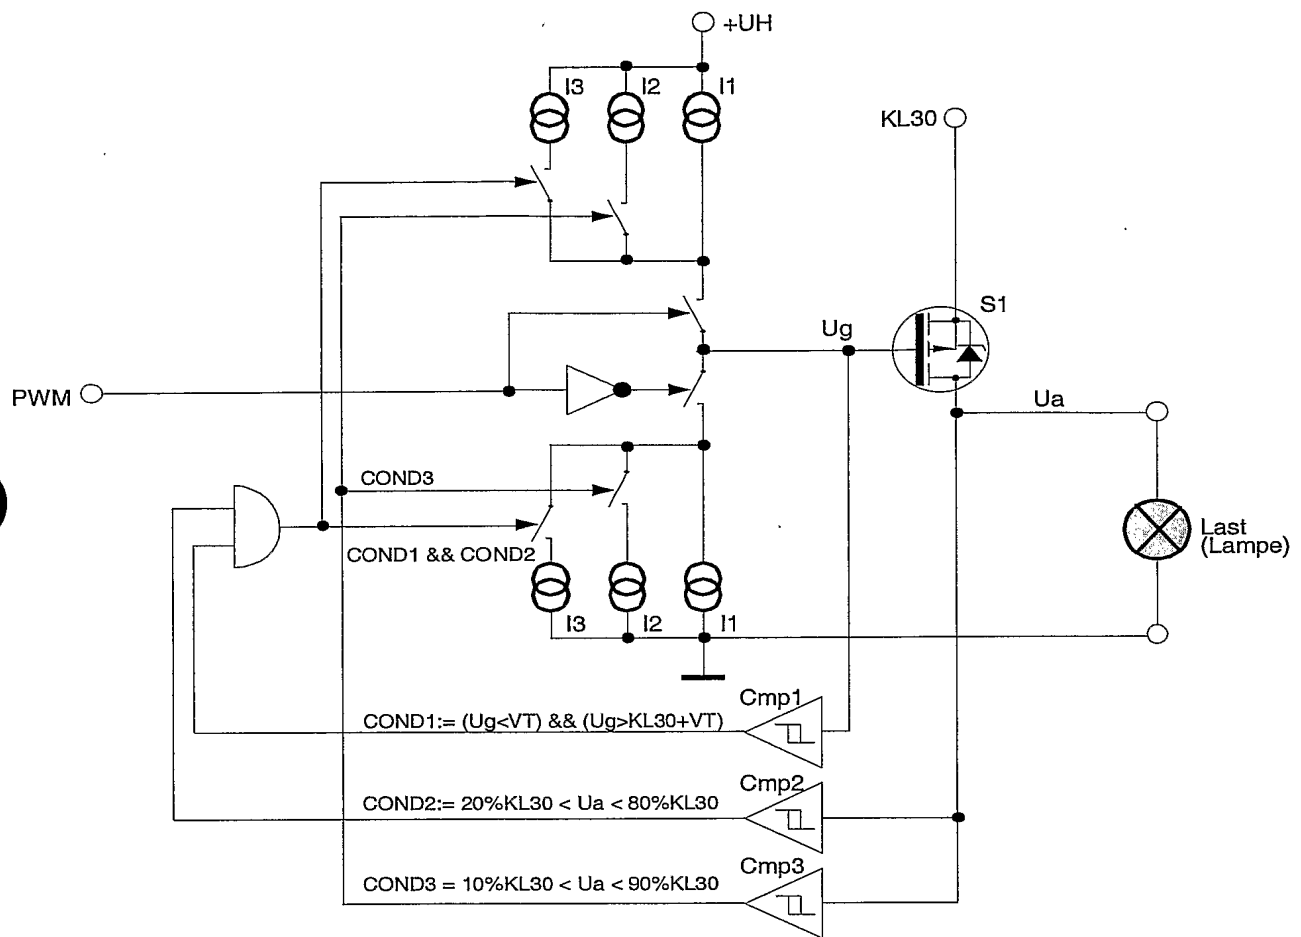 +UH
I3
I2
I1
KL30
S1
Ug
PWM
Ua
COND3
COND1 && COND2
Last
(Lampe)
I3
I2
I1
Cmp1
COND1:= (Ug<VT) && (Ug>KL30+VT)
Cmp2
COND2:= 20%KL30 < Ua < 80%KL30
Cmp3
COND3 = 10%KL30 < Ua < 90%KL30